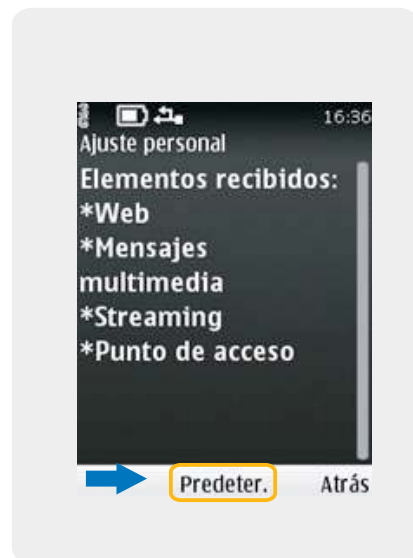 16:36
Ajuste personal
Elementos recibidos:
*Web
*Mensajes
multimedia
*Streaming
*Punto de acceso
Predeter. Atrás